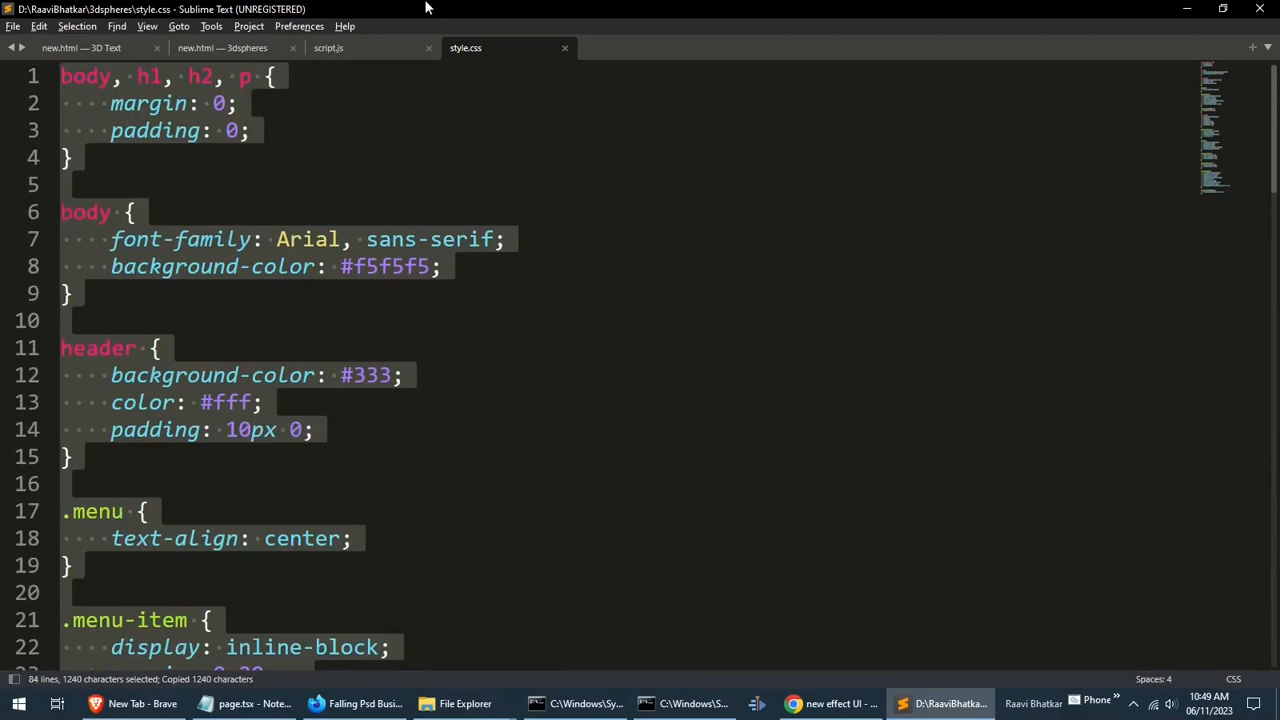 D:\RaaviBhatkar\3dspheres\style.css - Sublime Text (UNREGISTERED)
File Edit Selection Find View Goto Tools Project Preferences Help
new.html — 3D Text new.html — 3dspheres script.js style.css
1 body, h1, h2, p {
2 margin: 0;
3 padding: 0;
4 }
5
6 body {
7 font-family: Arial, sans-serif;
8 background-color: #f5f5f5;
9 }
10
11 header {
12 background-color: #333;
13 color: #fff;
14 padding: 10px 0;
15 }
16
17 .menu {
18 text-align: center;
19 }
20
21 .menu-item {
22 display: inline-block;
84 lines, 1240 characters selected; Copied 1240 characters Spaces: 4 CSS
New Tab - Brave page.tsx - Note... Falling Psd Busi... File Explorer C:\Windows\Sy... C:\Windows\S... new effect UI - ... D:\RaaviBhatka... Raavi Bhatkar Phone 10:49 AM
06/11/2023